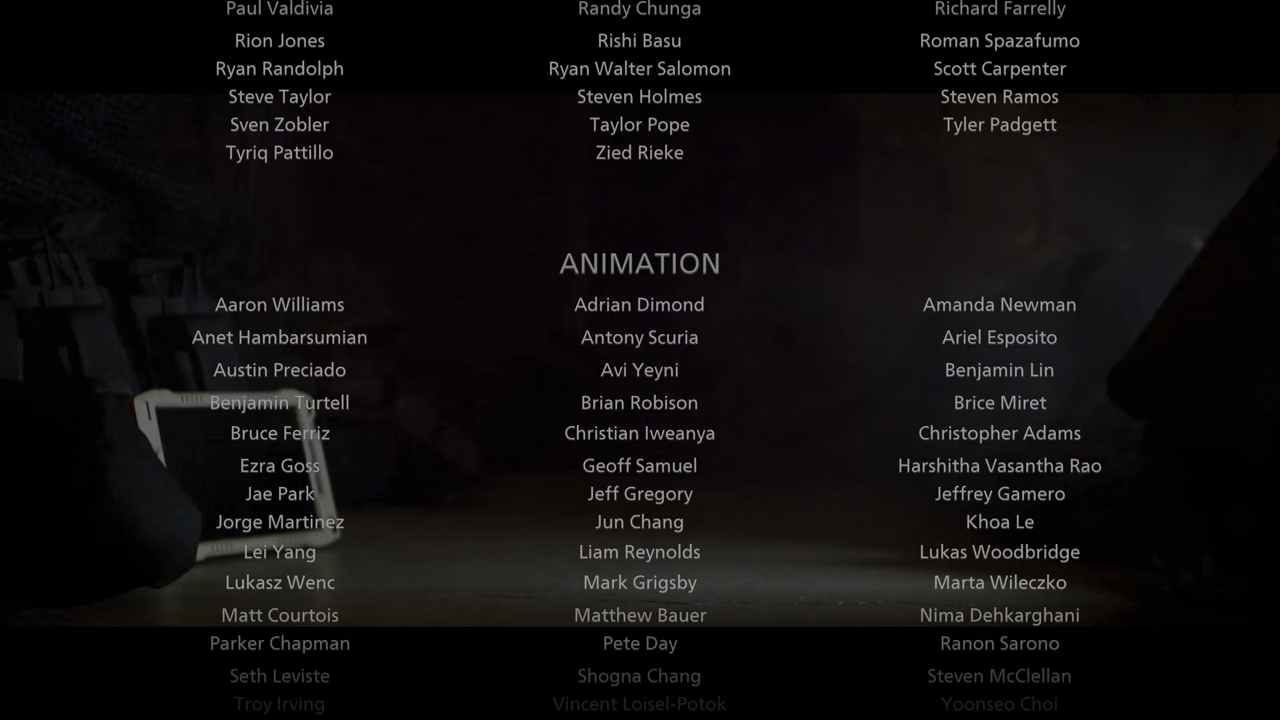 Paul Valdivia Randy Chunga Richard Farrelly
Rion Jones Rishi Basu Roman Spazafumo
Ryan Randolph Ryan Walter Salomon Scott Carpenter
Steve Taylor Steven Holmes Steven Ramos
Sven Zobler Taylor Pope Tyler Padgett
Tyriq Pattillo Zied Rieke
ANIMATION
Aaron Williams Adrian Dimond Amanda Newman
Anet Hambarsumian Antony Scuria Ariel Esposito
Austin Preciado Avi Yeyni Benjamin Lin
Benjamin Turtell Brian Robison Brice Miret
Bruce Ferriz Christian Iweanya Christopher Adams
Ezra Goss Geoff Samuel Harshitha Vasantha Rao
Jae Park Jeff Gregory Jeffrey Gamero
Jorge Martinez Jun Chang Khoa Le
Lei Yang Liam Reynolds Lukas Woodbridge
Lukasz Wenc Mark Grigsby Marta Wileczko
Matt Courtois Matthew Bauer Nima Dehkarghani
Parker Chapman Pete Day Ranon Sarono
Seth Leviste Shogna Chang Steven McClellan
Troy Irving Vincent Loisel-Potok Yoonseo Choi